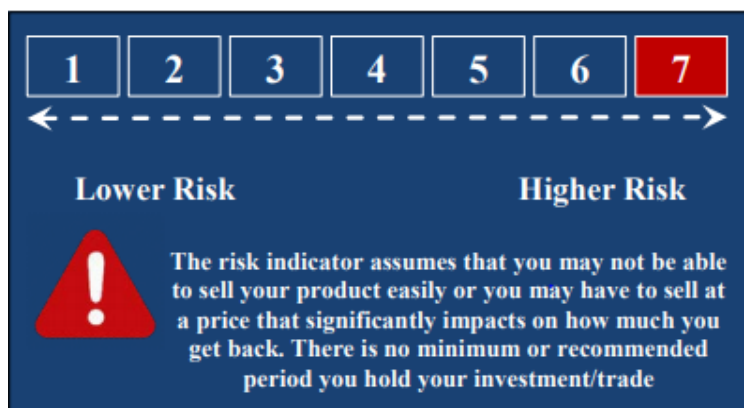 1 2 3 4 5 6 7
Lower Risk Higher Risk
The risk indicator assumes that you may not be able
to sell your product easily or you may have to sell at
a price that significantly impacts on how much you
get back. There is no minimum or recommended
period you hold your investment/trade